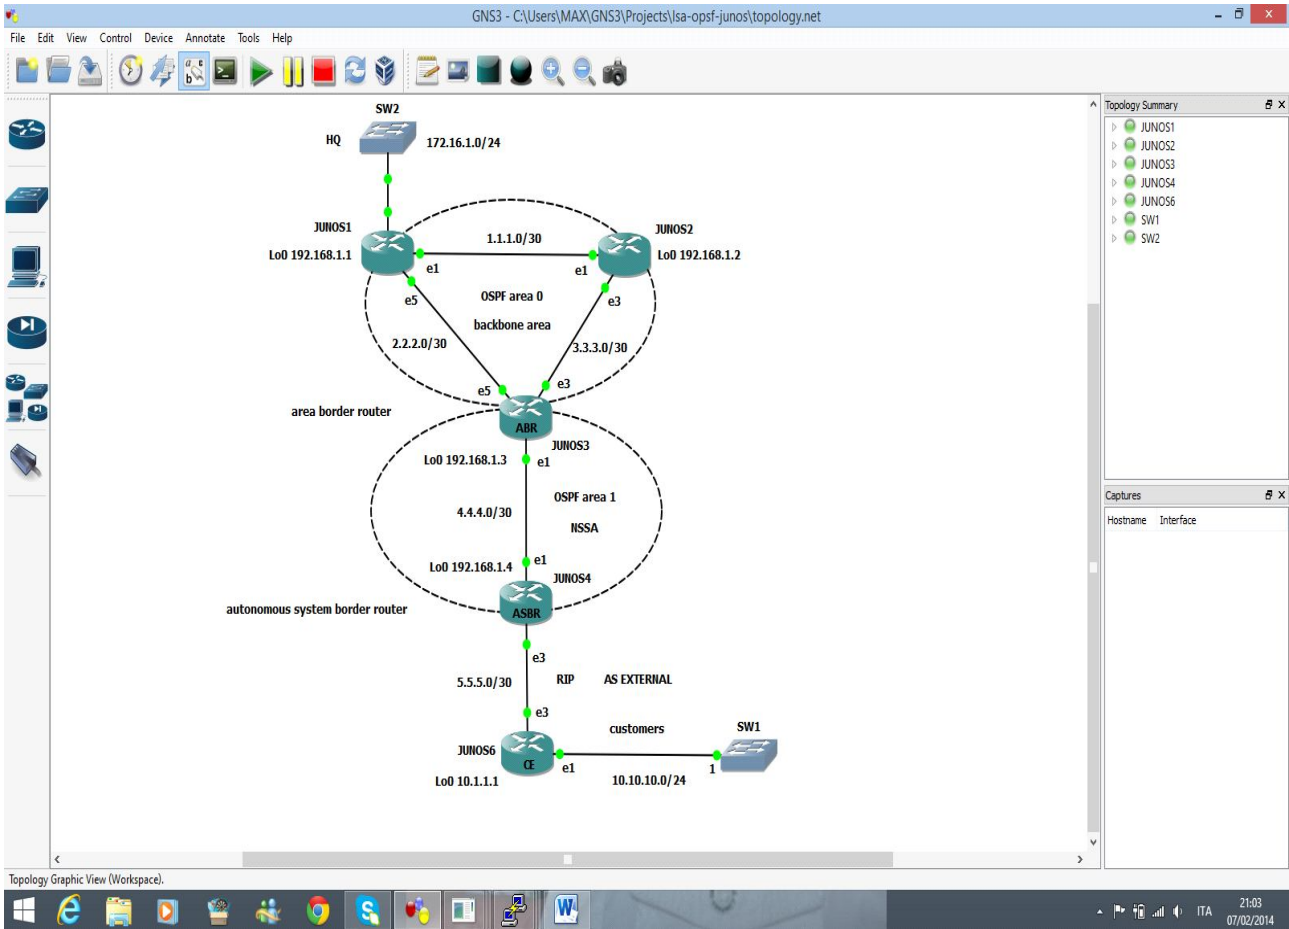 GNS3 - C:\Users\MAX\GNS3\Projects\lsa-opsf-junos\topology.net
File Edit View Control Device Annotate Tools Help
Topology Summary
JUNOS1
JUNOS2
JUNOS3
JUNOS4
JUNOS6
SW1
SW2
Captures
Hostname Interface
SW2
HQ
172.16.1.0/24
JUNOS1
JUNOS2
1.1.1.0/30
Lo0 192.168.1.1
Lo0 192.168.1.2
e1
e1
e5
OSPF area 0
e3
backbone area
2.2.2.0/30
3.3.3.0/30
e5
e3
area border router
ABR
JUNOS3
Lo0 192.168.1.3
e1
OSPF area 1
4.4.4.0/30
NSSA
e1
Lo0 192.168.1.4
JUNOS4
autonomous system border router
ASBR
e3
5.5.5.0/30
RIP
AS EXTERNAL
e3
customers
SW1
JUNOS6
CE
e1
1
Lo0 10.1.1.1
10.10.10.0/24
Topology Graphic View (Workspace).
ITA
21:03
07/02/2014